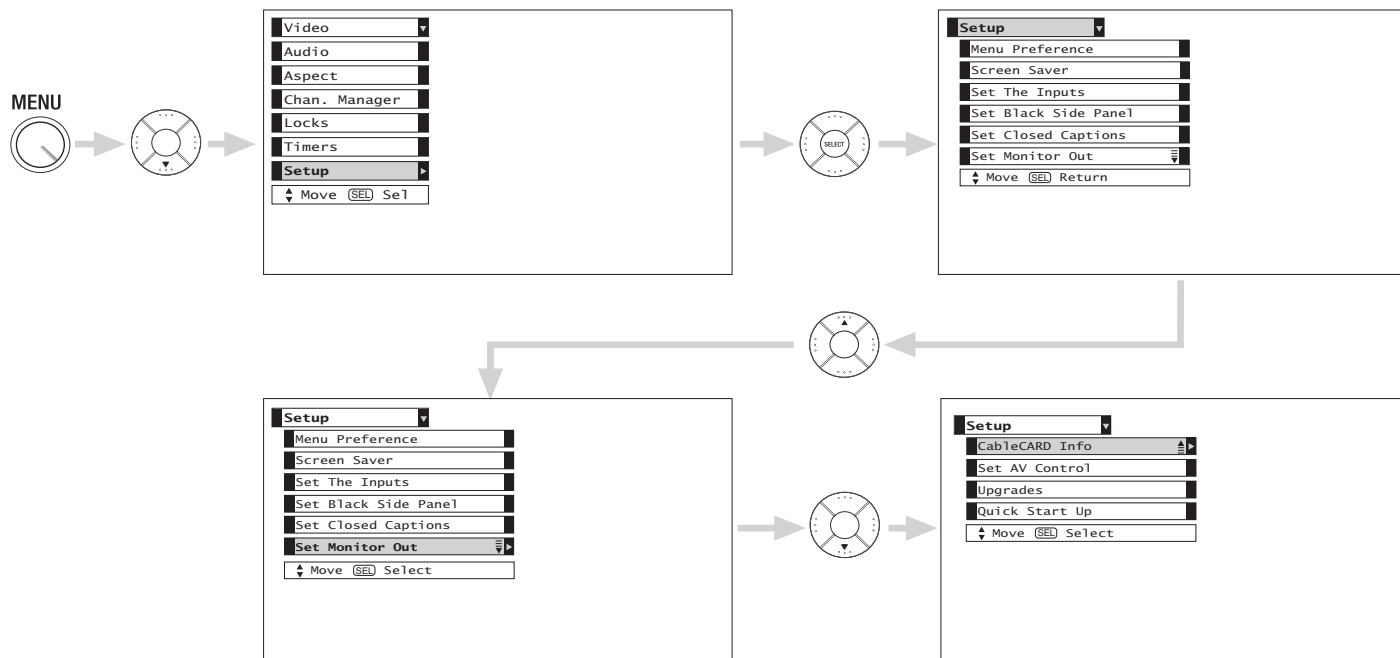 MENU
Video
Audio
Aspect
Chan. Manager
Locks
Timers
Setup
Move SEL Sel
SELECT
Setup
Menu Preference
Screen Saver
Set The Inputs
Set Black Side Panel
Set Closed Captions
Set Monitor Out
Move SEL Return
Setup
Menu Preference
Screen Saver
Set The Inputs
Set Black Side Panel
Set Closed Captions
Set Monitor Out
Move SEL Select
Setup
CableCARD Info
Set AV Control
Upgrades
Quick Start Up
Move SEL Select